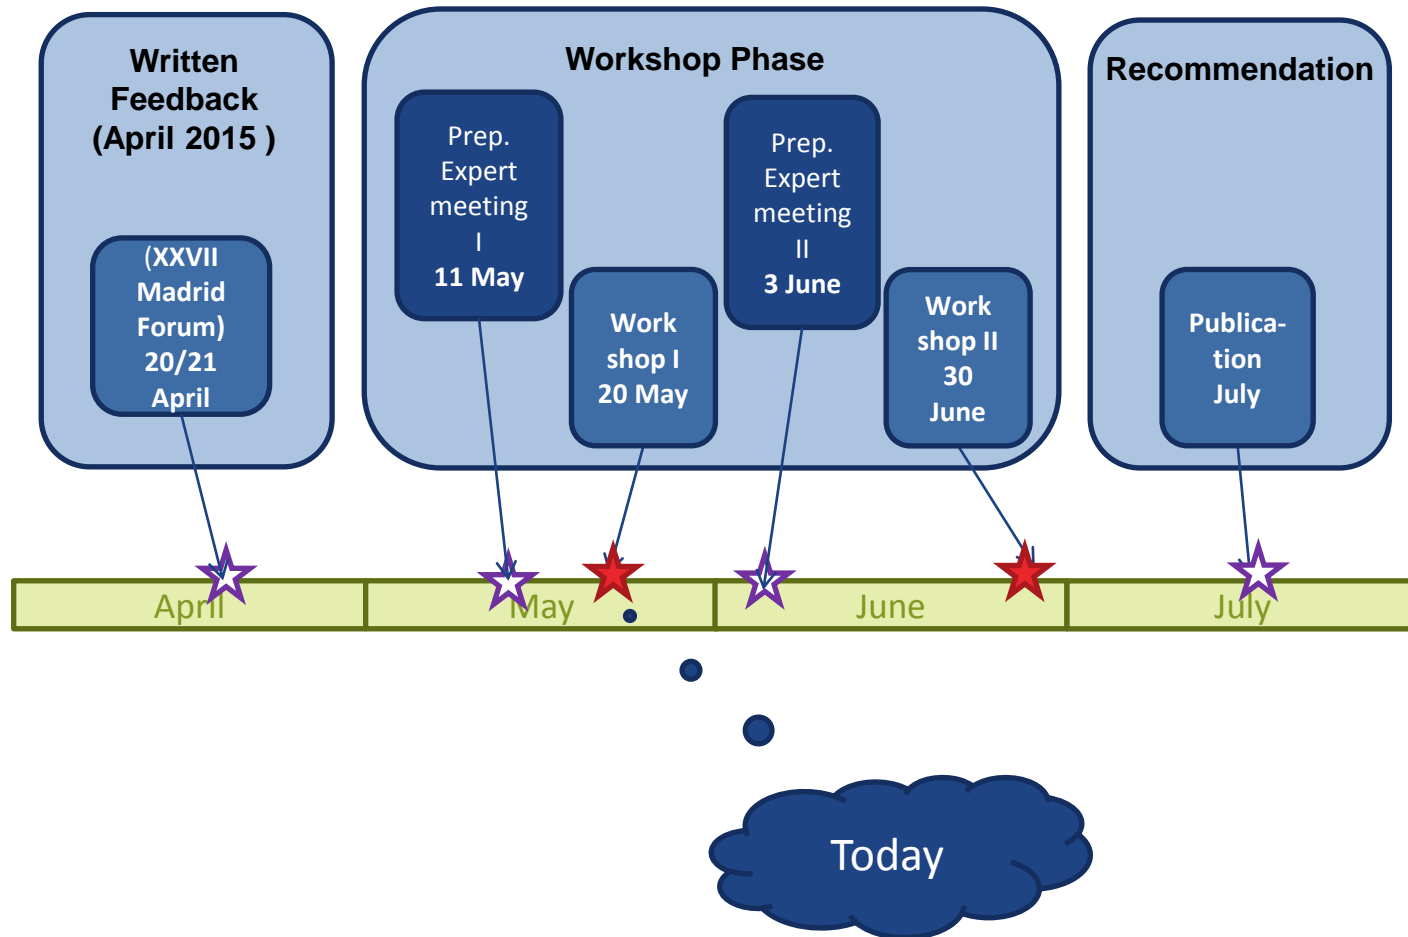 Written
Feedback
(April 2015 )
(XXVII
Madrid
Forum)
20/21
April
Workshop Phase
Prep.
Expert
meeting
I
11 May
Work
shop I
20 May
Prep.
Expert
meeting
II
3 June
Work
shop II
30
June
Recommendation
Publica-
tion
July
April
May
June
July
Today